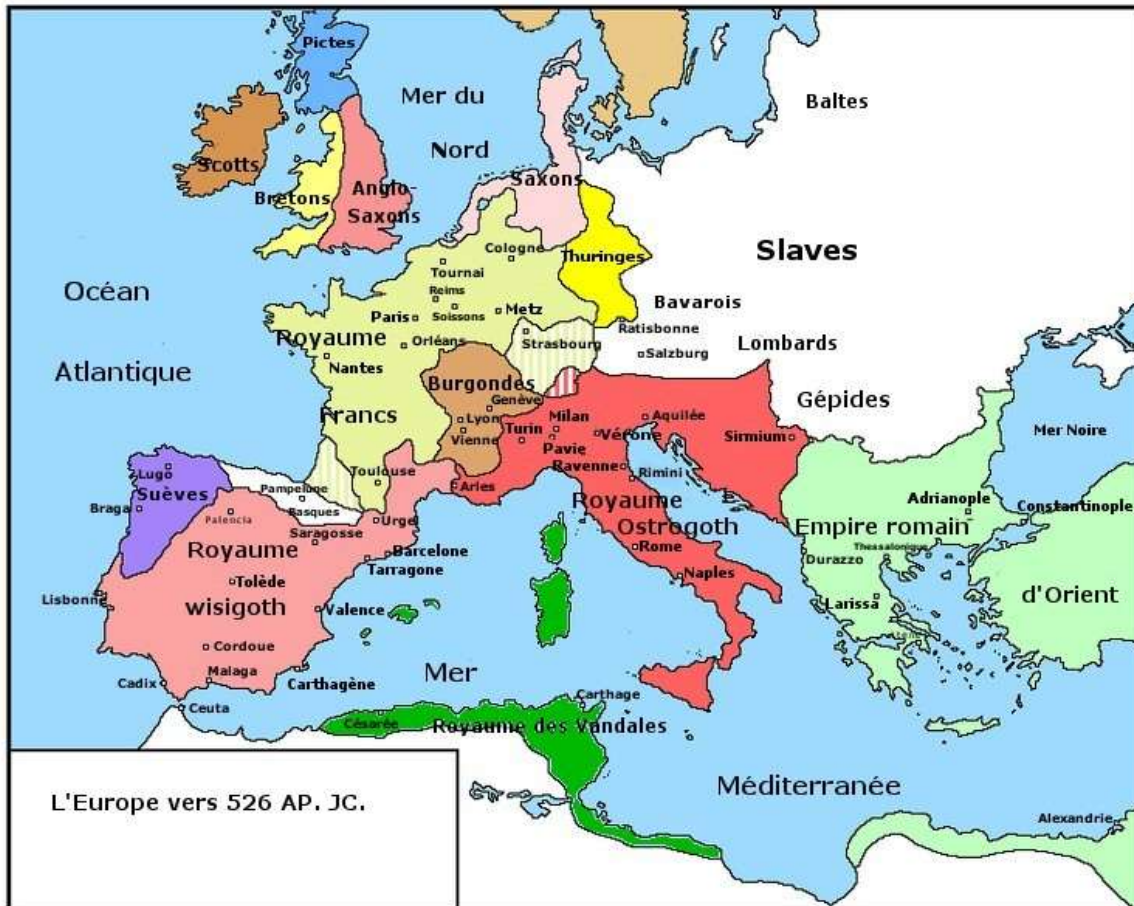 Pictes
Mer du
Nord
Baltes
Scotts
Bretons
Anglo-
Saxons
Saxons
Slaves
Cologne
Tournai
Thuringes
Océan
Atlantique
Reims
Soissons
Metz
Paris
Bavarois
Ratisbonne
Royaume
Orléans
Strasbourg
Salzburg
Lombards
Nantes
Burgondes
Genève
Gépides
Francs
Lyon
Vienne
Milan
Turin
Pavie
Aquilée
Vérone
Sirmium
Mer Noire
Lugo
Suèves
Braga
Pampelune
Basques
Toulouse
Arles
Ravenne
Rimini
Adrianople
Constantinople
Palencia
Urgel
Saragosse
Royaume
wisigoth
Royaume
Ostrogoth
Rome
Naples
Empire romain
d'Orient
Thessalonique
Durazzo
Barcelone
Tarragone
Tolède
Lisbonne
Valence
Larissa
Cordoue
Malaga
Cadix
Carthagène
Ceuta
Mer
Méditerranée
Carthage
Césarée
Royaume des Vandales
Alexandrie
L'Europe vers 526 AP. JC.